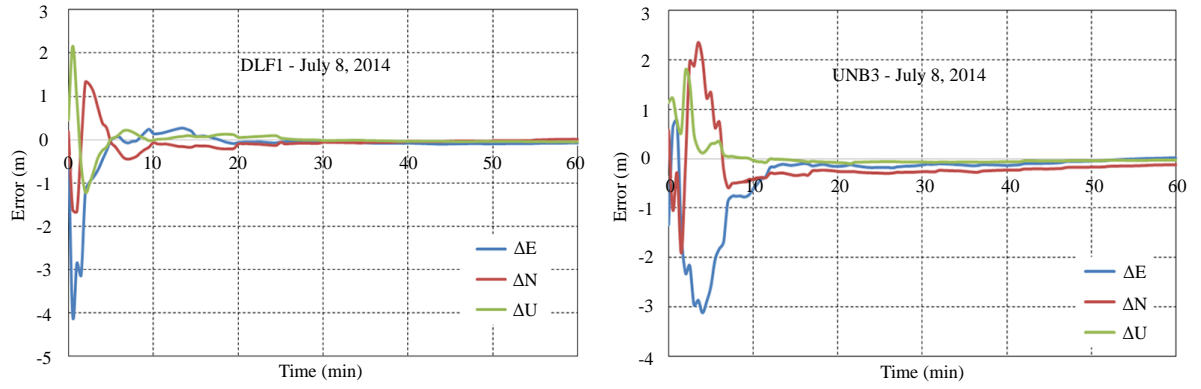 3
2
DLF1 - July 8, 2014
1
0
0 10 20 30 40 50 60
-1
-2
-3
-4
-5
Error (m)
ΔE
ΔN
ΔU
Time (min)
3
2
UNB3 - July 8, 2014
1
0
0 10 20 30 40 50 60
-1
-2
-3
-4
Error (m)
ΔE
ΔN
ΔU
Time (min)